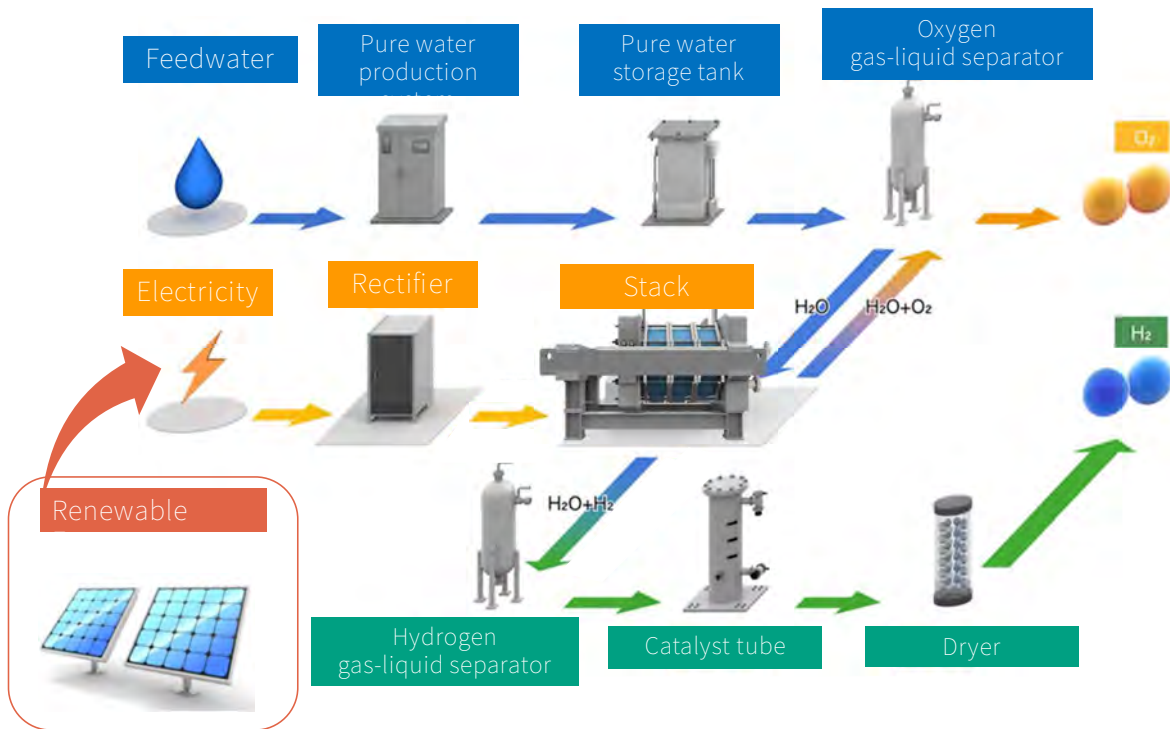 Feedwater
Pure water
production
system
Pure water
storage tank
Oxygen
gas-liquid separator
O₂
Electricity
Rectifier
Stack
H₂O
H₂O+O₂
H₂
Renewable
H₂O+H₂
Hydrogen
gas-liquid separator
Catalyst tube
Dryer